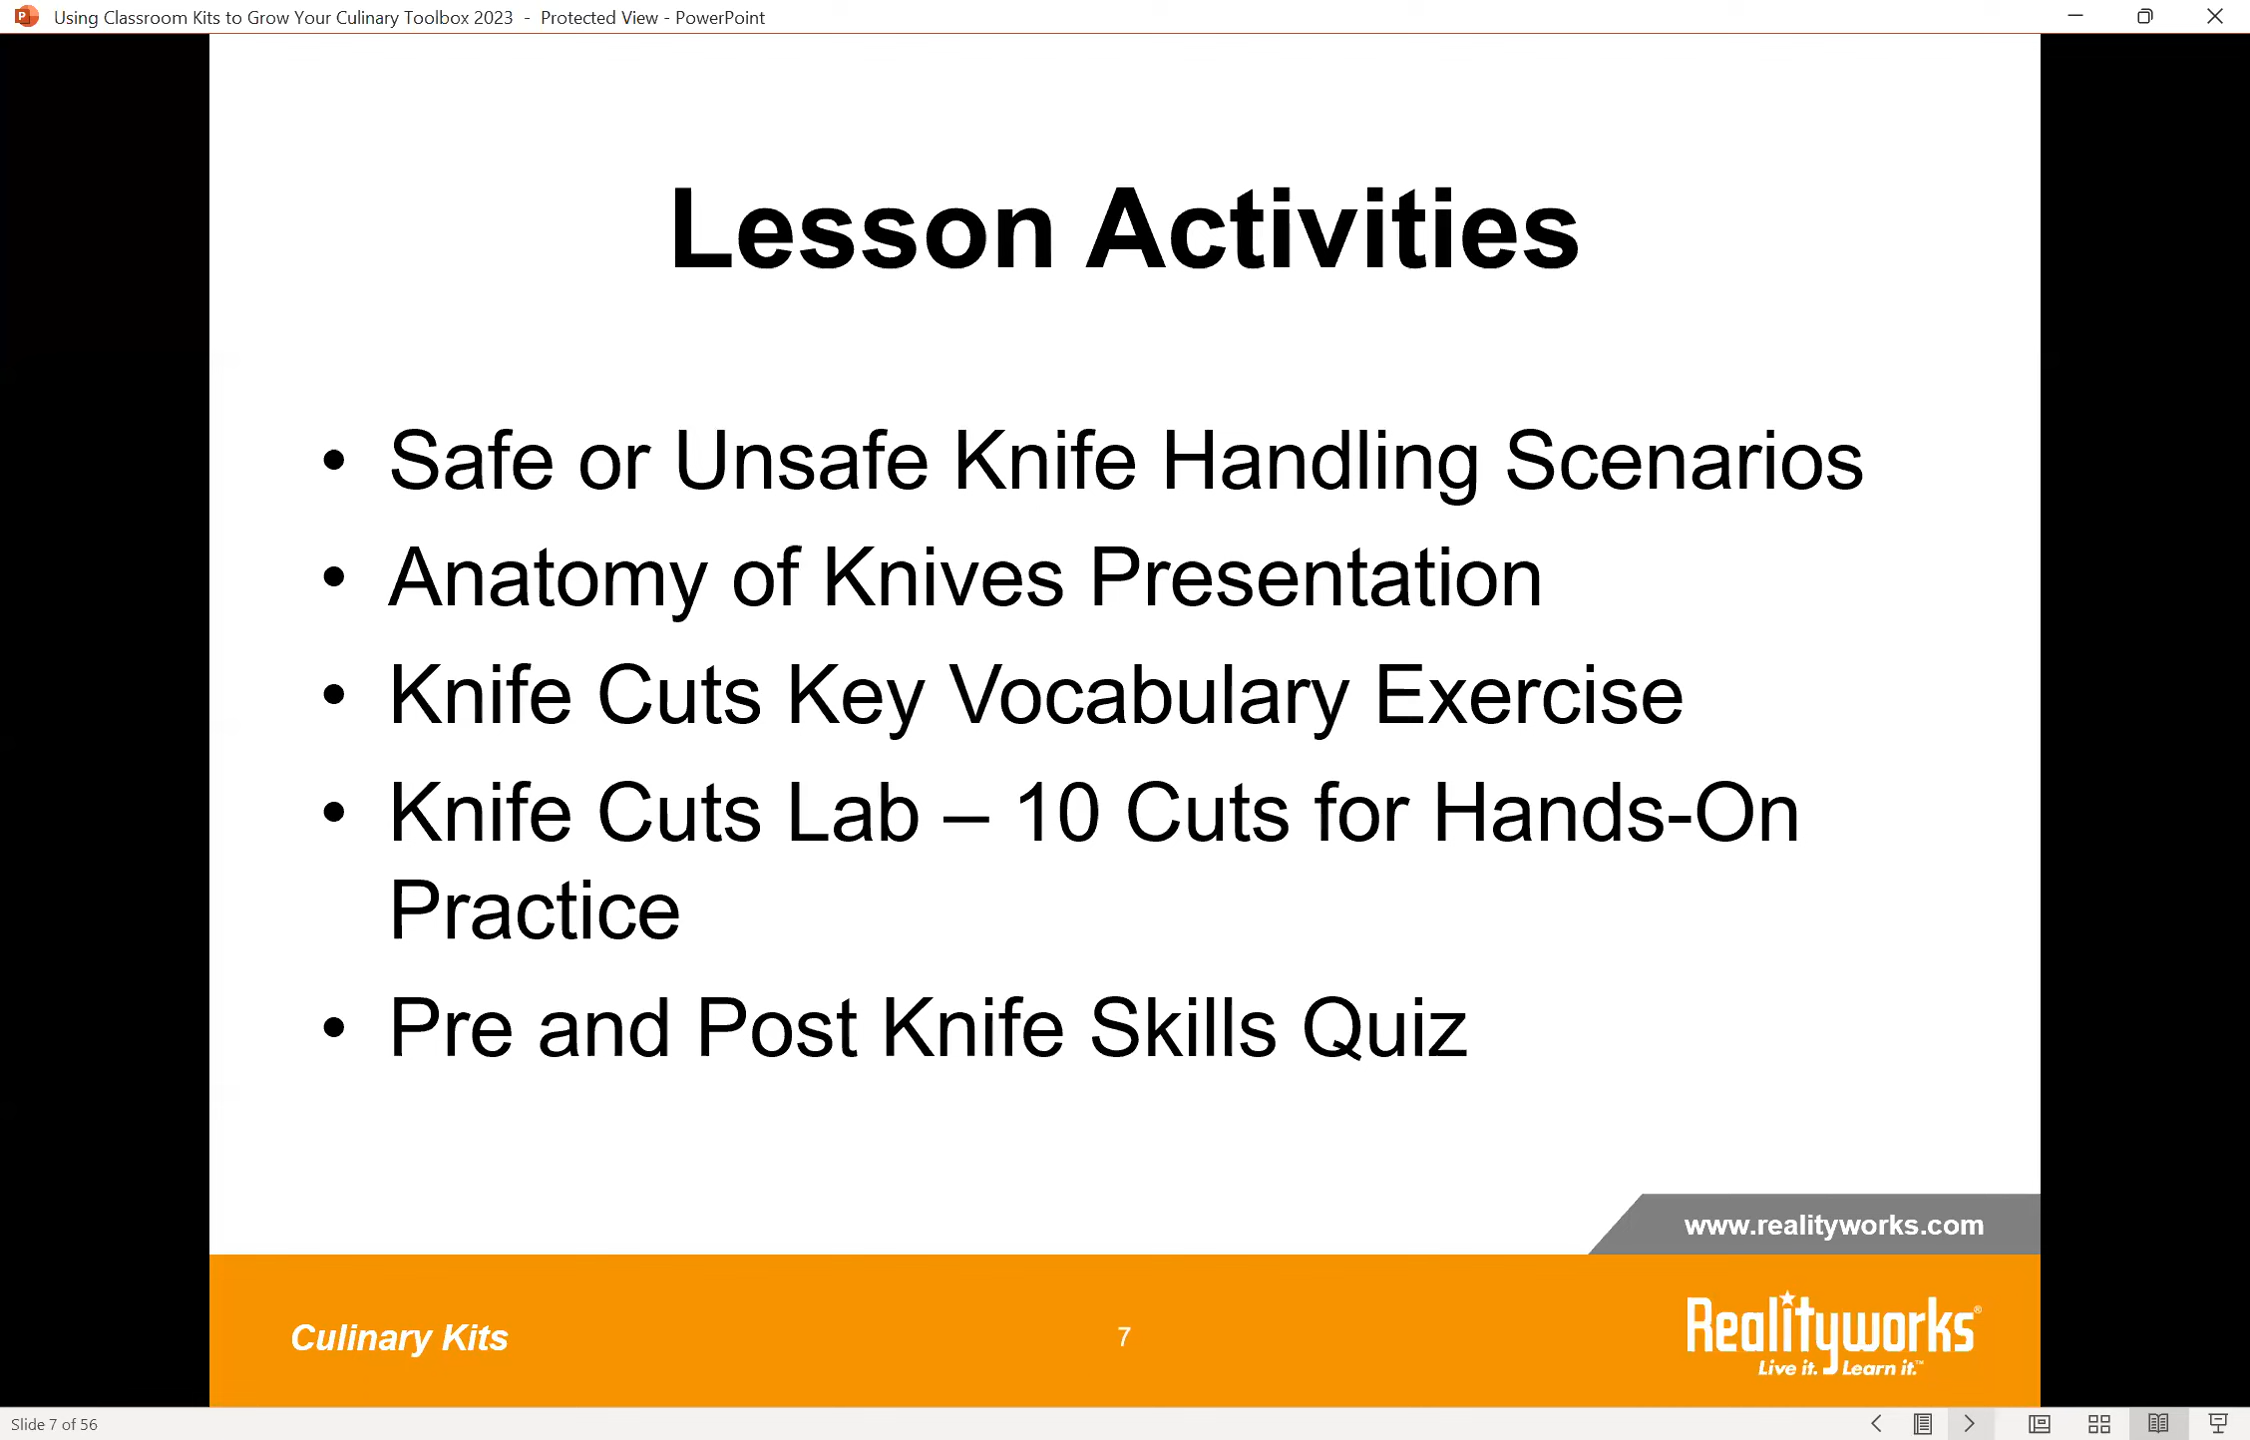 Using Classroom Kits to Grow Your Culinary Toolbox 2023 - Protected View - PowerPoint
Lesson Activities
• Safe or Unsafe Knife Handling Scenarios
• Anatomy of Knives Presentation
• Knife Cuts Key Vocabulary Exercise
• Knife Cuts Lab – 10 Cuts for Hands-On
Practice
• Pre and Post Knife Skills Quiz
www.realityworks.com
Culinary Kits
7
Realityworks®
Live it. Learn it.™
Slide 7 of 56